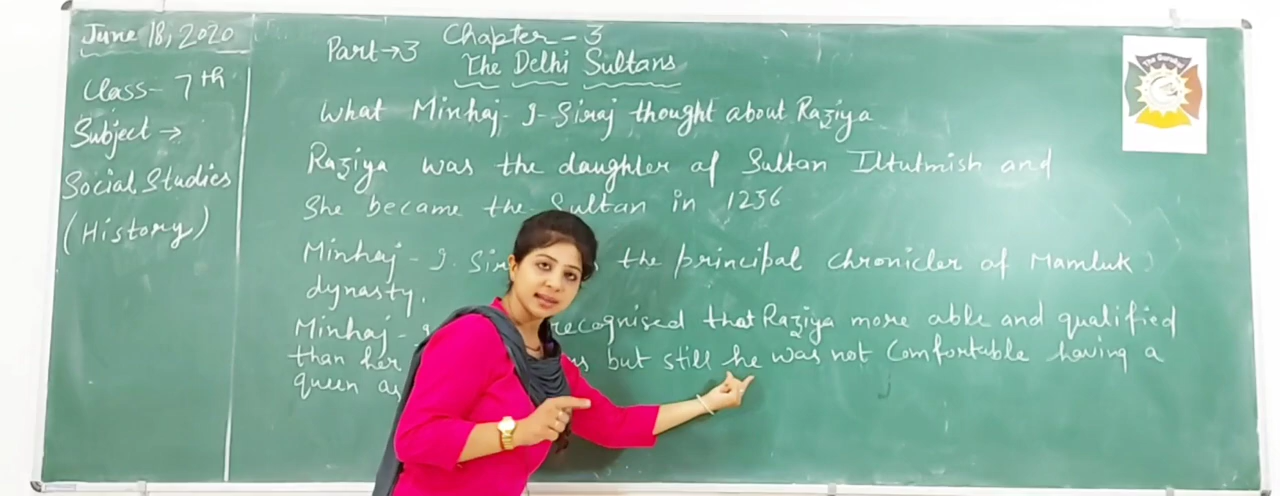 June 18, 2020
Class - 7th
Subject →
Social Studies
(History)
Part → 3
Chapter - 3
The Delhi Sultans
What Minhaj - I - Siraj thought about Raziya
Raziya was the daughter of Sultan Iltutmish and
She became the Sultan in 1236
Minhaj - I. the principal chronicler of Mamluk
dynasty.
Minhaj - recognised that Raziya more able and qualified
than her but still he was not Comfortable having a
queen as